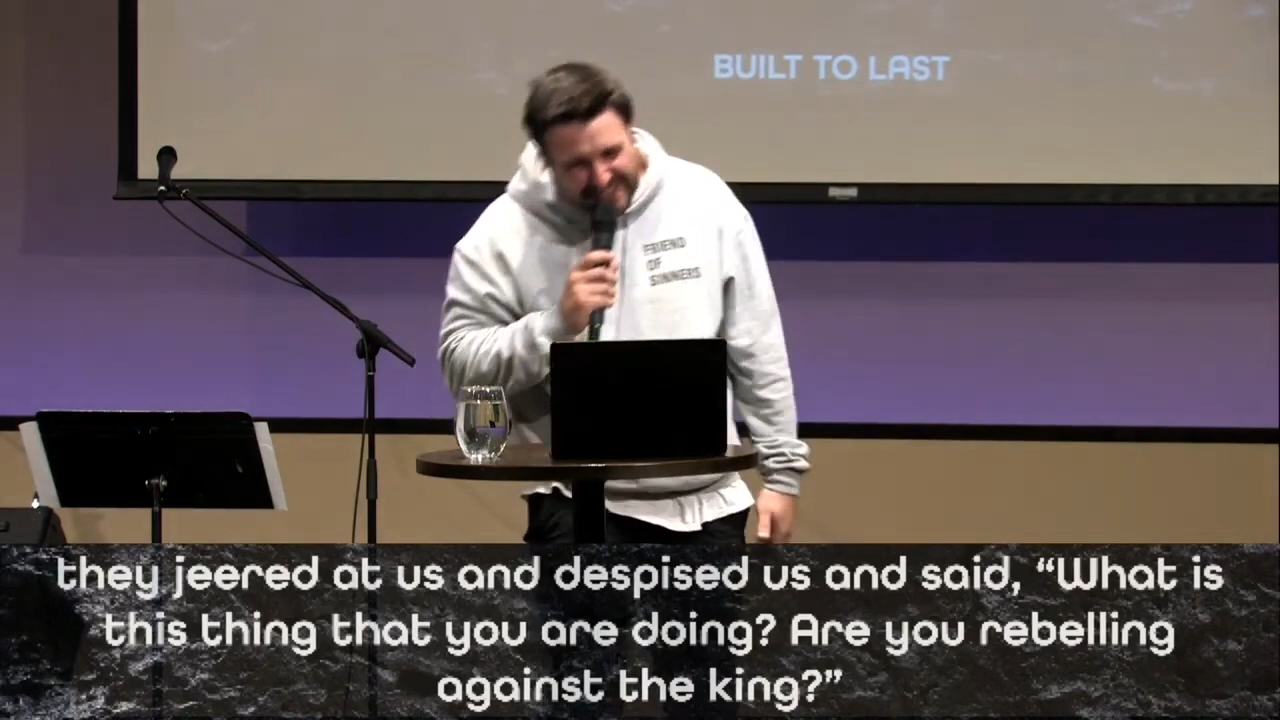 BUILT TO LAST
FRIEND
OF
SINNERS
they jeered at us and despised us and said, “What is
this thing that you are doing? Are you rebelling
against the king?”